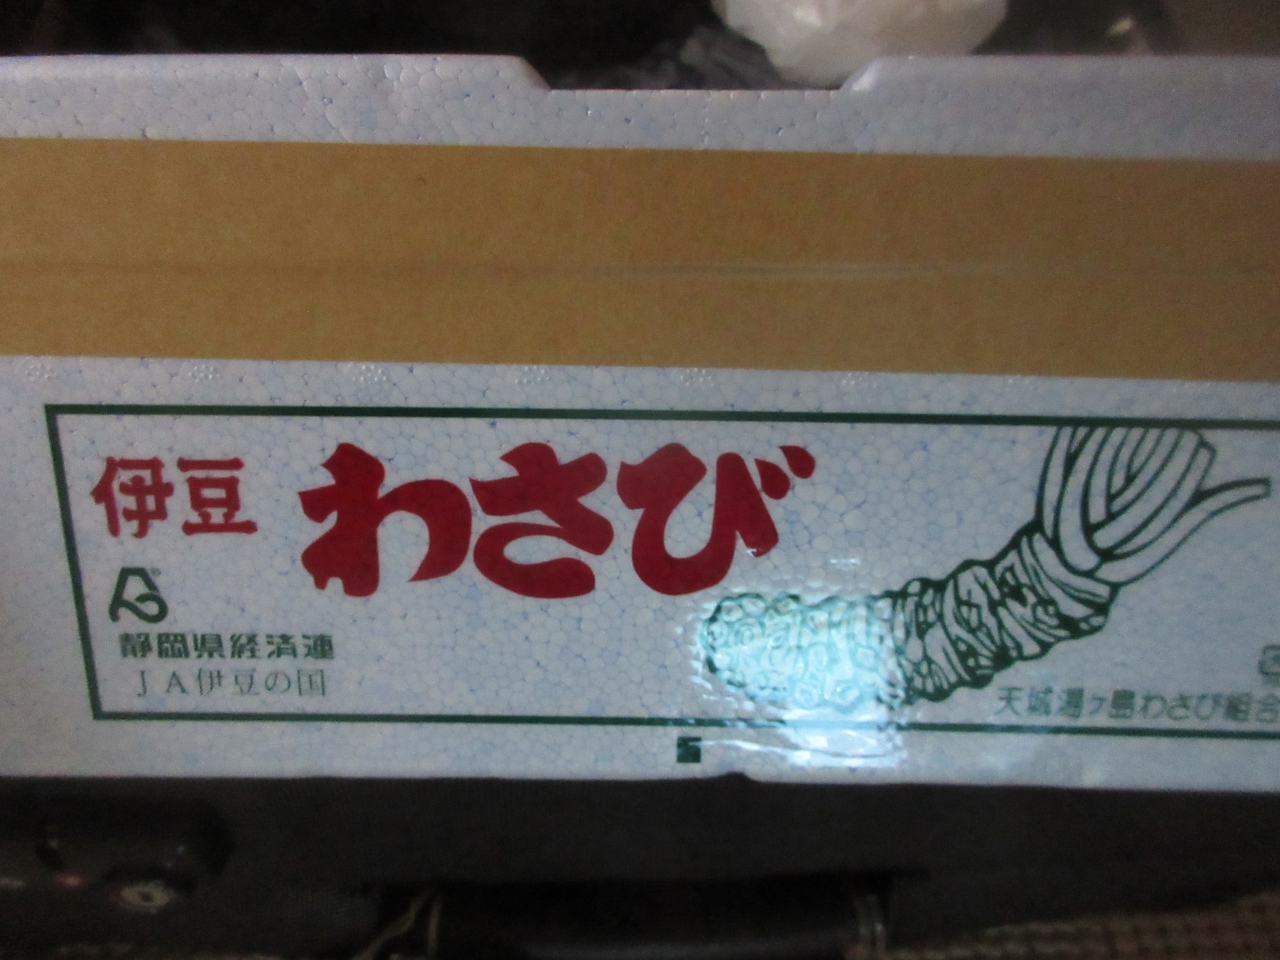 伊豆 わさび
静岡県経済連
JA伊豆の国
天城湯ヶ島わさび組合